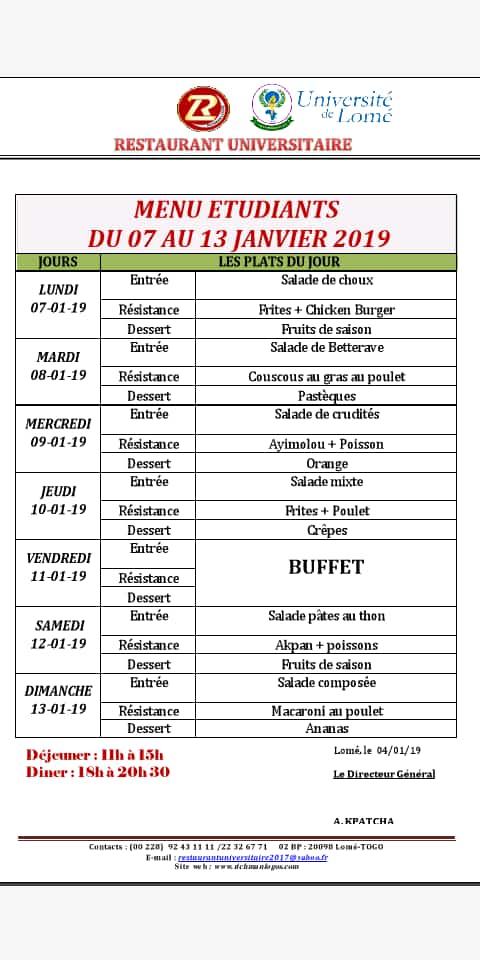 Université
de Lomé
RESTAURANT UNIVERSITAIRE
MENU ETUDIANTS
DU 07 AU 13 JANVIER 2019
JOURS LES PLATS DU JOUR
LUNDI
07-01-19
Entrée Salade de choux
Résistance Frites + Chicken Burger
Dessert Fruits de saison
MARDI
08-01-19
Entrée Salade de Betterave
Résistance Couscous au gras au poulet
Dessert Pastèques
MERCREDI
09-01-19
Entrée Salade de crudités
Résistance Ayimolou + Poisson
Dessert Orange
JEUDI
10-01-19
Entrée Salade mixte
Résistance Frites + Poulet
Dessert Crêpes
VENDREDI
11-01-19
Entrée
Résistance
Dessert
BUFFET
SAMEDI
12-01-19
Entrée Salade pâtes au thon
Résistance Akpan + poissons
Dessert Fruits de saison
DIMANCHE
13-01-19
Entrée Salade composée
Résistance Macaroni au poulet
Dessert Ananas
Déjeuner : 11h à 15h
Diner : 18h à 20h30
Lomé, le 04/01/19
Le Directeur Général
A. KPATCHA
Contacts : (00 228) 92 43 11 11 /22 32 67 71 02 BP : 20098 Lomé-TOGO
E-mail : restaurantuniversitaire2017@yahoo.fr
Site web :